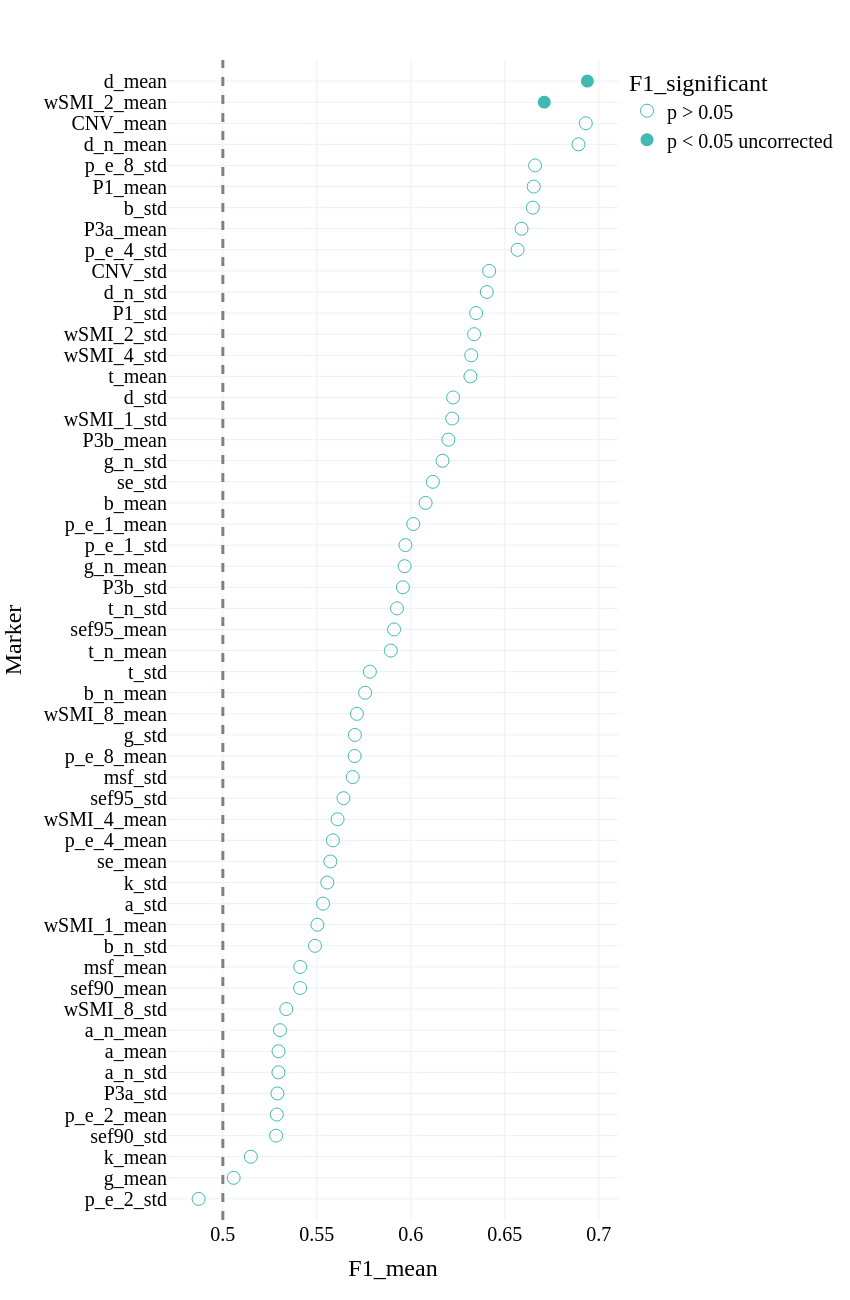 d_mean
wSMI_2_mean
CNV_mean
d_n_mean
p_e_8_std
P1_mean
b_std
P3a_mean
p_e_4_std
CNV_std
d_n_std
P1_std
wSMI_2_std
wSMI_4_std
t_mean
d_std
wSMI_1_std
P3b_mean
g_n_std
se_std
b_mean
p_e_1_mean
p_e_1_std
g_n_mean
P3b_std
t_n_std
sef95_mean
t_n_mean
t_std
b_n_mean
wSMI_8_mean
g_std
p_e_8_mean
msf_std
sef95_std
wSMI_4_mean
p_e_4_mean
se_mean
k_std
a_std
wSMI_1_mean
b_n_std
msf_mean
sef90_mean
wSMI_8_std
a_n_mean
a_mean
a_n_std
P3a_std
p_e_2_mean
sef90_std
k_mean
g_mean
p_e_2_std
Marker
0.5 0.55 0.6 0.65 0.7
F1_mean
F1_significant
p > 0.05
p < 0.05 uncorrected